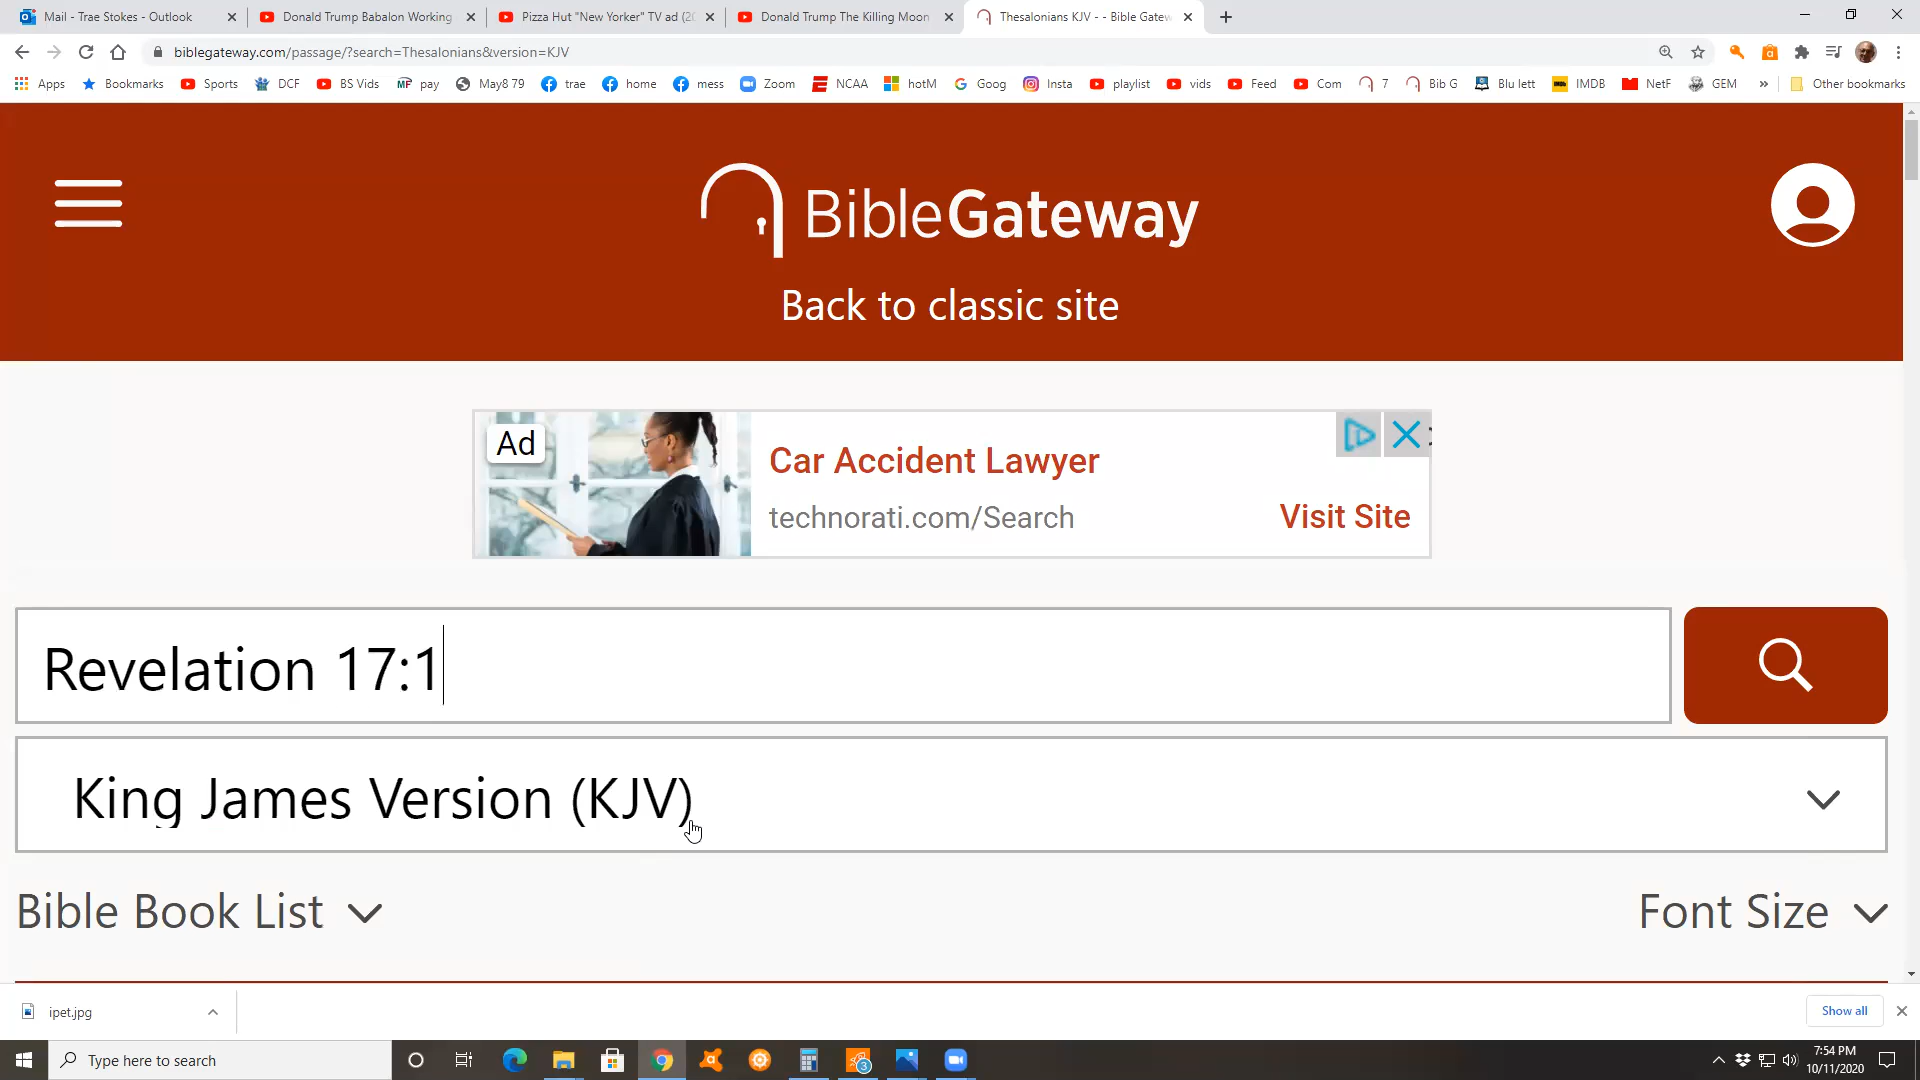 Mail - Trae Stokes - Outlook
Donald Trump Babalon Working
Pizza Hut "New Yorker" TV ad (20
Donald Trump The Killing Moon
Thesalonians KJV - - Bible Gatew
biblegateway.com/passage/?search=Thesalonians&version=KJV
Apps Bookmarks Sports DCF BS Vids MF pay May8 79 trae home mess Zoom NCAA hotM Goog Insta playlist vids Feed Com 7 Bib G Blu lett IMDB NetF GEM » Other bookmarks
BibleGateway
Back to classic site
Ad
Car Accident Lawyer
technorati.com/Search
Visit Site
Revelation 17:1
King James Version (KJV)
Bible Book List
Font Size
ipet.jpg
Show all
Type here to search
3
7:54 PM
10/11/2020